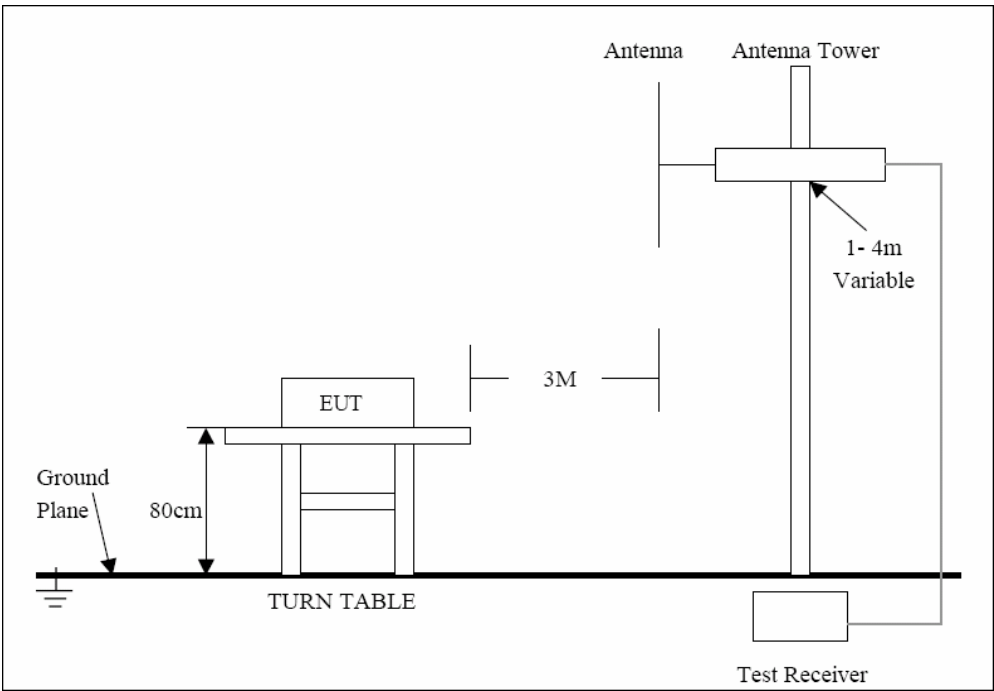 Antenna
Antenna Tower
1- 4m
Variable
3M
EUT
Ground
Plane
80cm
TURN TABLE
Test Receiver